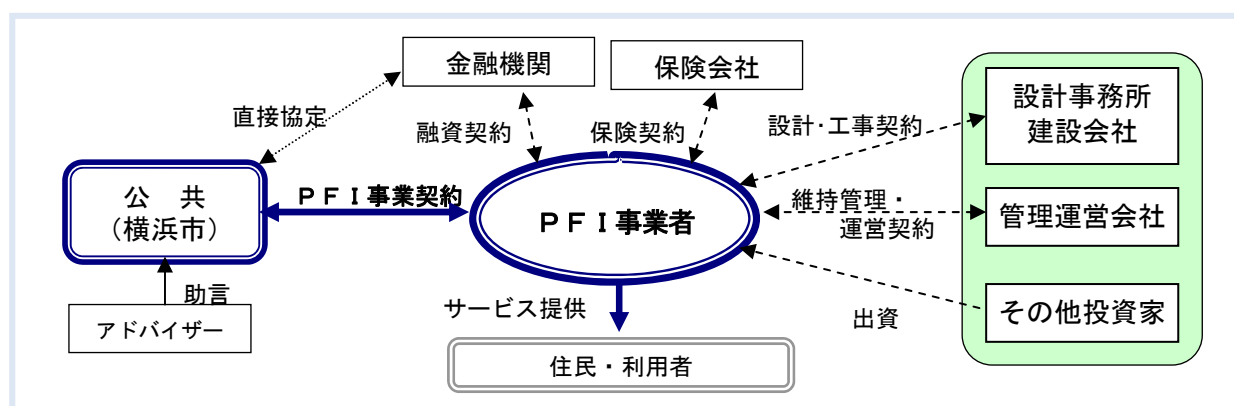 金融機関
保険会社
設計事務所
建設会社
直接協定
融資契約
保険契約
設計・工事契約
公 共
(横浜市)
PFI事業契約
PFI事業者
維持管理・
運営契約
管理運営会社
助言
アドバイザー
サービス提供
出資
その他投資家
住民・利用者